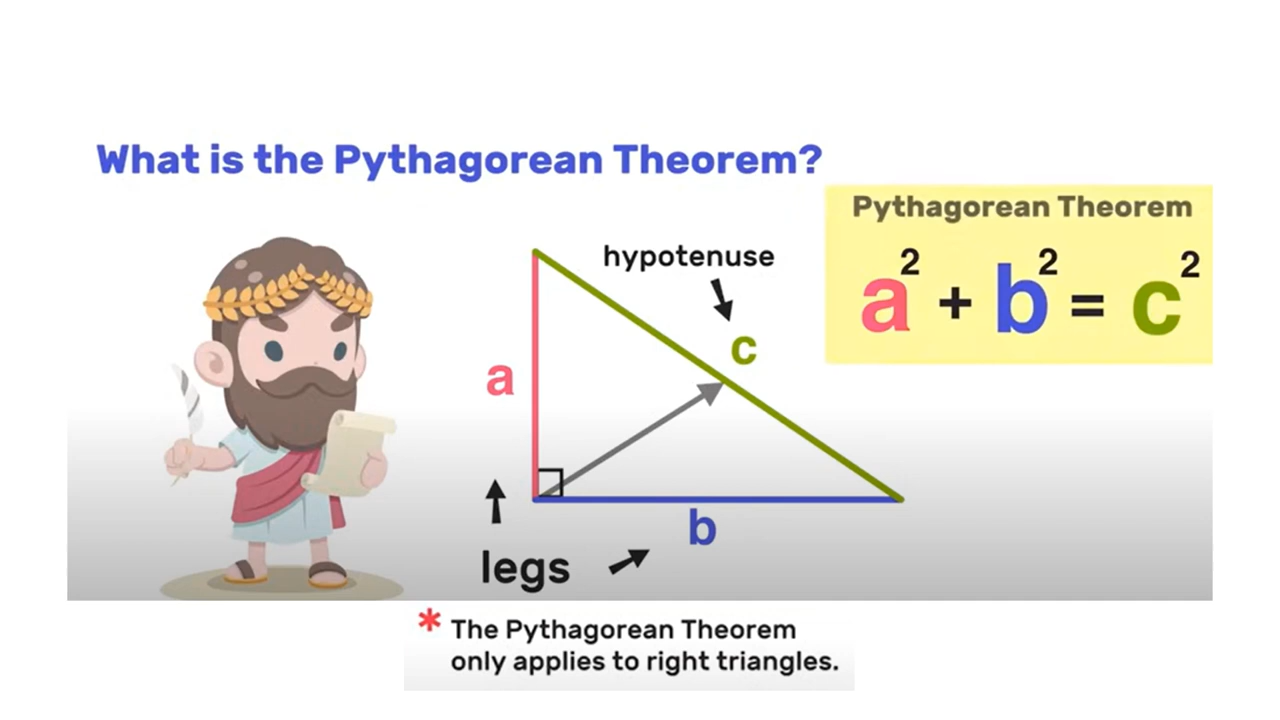 What is the Pythagorean Theorem?
Pythagorean Theorem
a² + b² = c²
hypotenuse
c
a
b
legs
* The Pythagorean Theorem
only applies to right triangles.